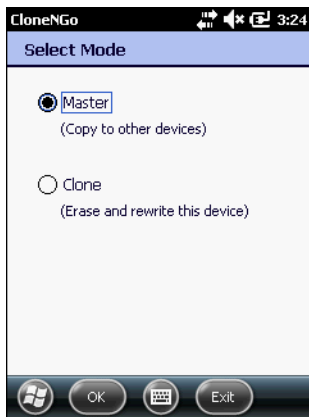 CloneNGo 3:24
Select Mode
Master
(Copy to other devices)
Clone
(Erase and rewrite this device)
OK Exit